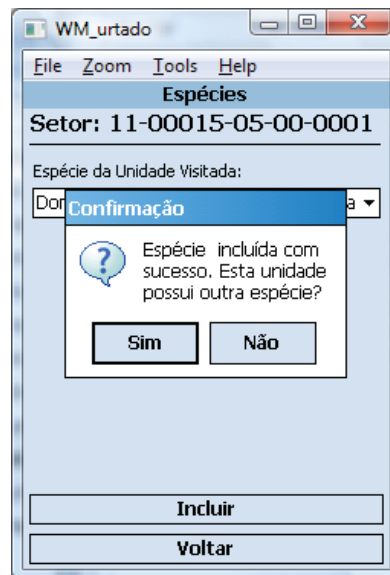 WM_urtado
File Zoom Tools Help
Espécies
Setor: 11-00015-05-00-0001
Espécie da Unidade Visitada:
Dor a
Confirmação
Espécie incluída com
sucesso. Esta unidade
possui outra espécie?
Sim Não
Incluir
Voltar